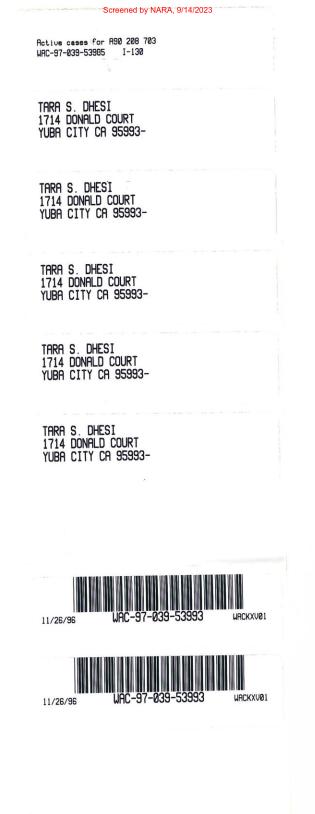 Screened by NARA, 9/14/2023
Active cases for A90 208 703
WAC-97-039-53985 I-130
TARA S. DHESI
1714 DONALD COURT
YUBA CITY CA 95993-
TARA S. DHESI
1714 DONALD COURT
YUBA CITY CA 95993-
TARA S. DHESI
1714 DONALD COURT
YUBA CITY CA 95993-
TARA S. DHESI
1714 DONALD COURT
YUBA CITY CA 95993-
TARA S. DHESI
1714 DONALD COURT
YUBA CITY CA 95993-
11/26/96 WAC-97-039-53993 WACKXV01
11/26/96 WAC-97-039-53993 WACKXV01